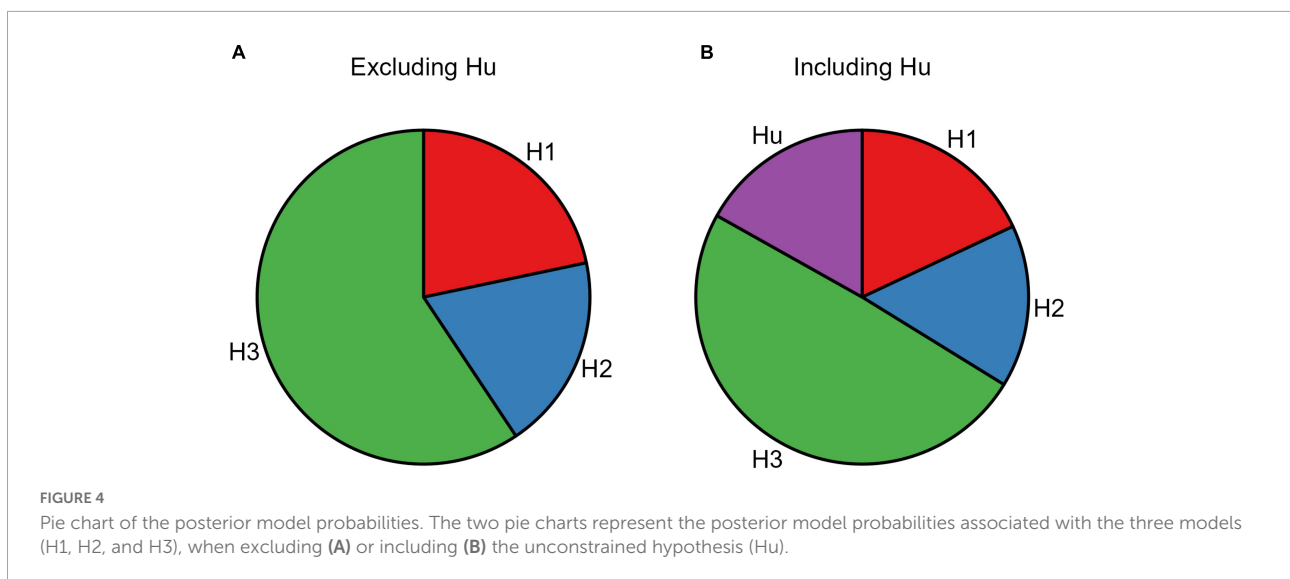 A
Excluding Hu
H1
H2
H3
B
Including Hu
Hu
H1
H2
H3
FIGURE 4
Pie chart of the posterior model probabilities. The two pie charts represent the posterior model probabilities associated with the three models
(H1, H2, and H3), when excluding (A) or including (B) the unconstrained hypothesis (Hu).